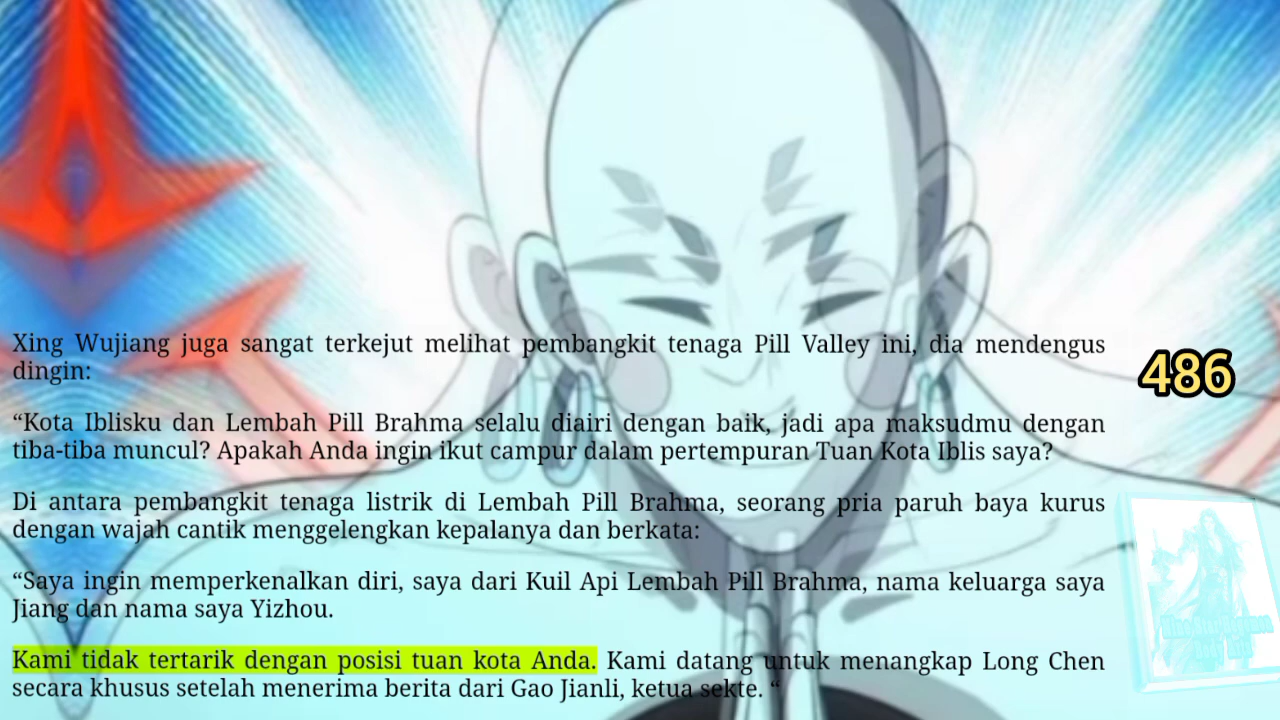 Xing Wujiang juga sangat terkejut melihat pembangkit tenaga Pill Valley ini, dia mendengus
dingin:
486
“Kota Iblisku dan Lembah Pill Brahma selalu diairi dengan baik, jadi apa maksudmu dengan
tiba-tiba muncul? Apakah Anda ingin ikut campur dalam pertempuran Tuan Kota Iblis saya?
Di antara pembangkit tenaga listrik di Lembah Pill Brahma, seorang pria paruh baya kurus
dengan wajah cantik menggelengkan kepalanya dan berkata:
“Saya ingin memperkenalkan diri, saya dari Kuil Api Lembah Pill Brahma, nama keluarga saya
Jiang dan nama saya Yizhou.
Kami tidak tertarik dengan posisi tuan kota Anda. Kami datang untuk menangkap Long Chen
secara khusus setelah menerima berita dari Gao Jianli, ketua sekte. “
Nine Star Hegemon
Body Arts